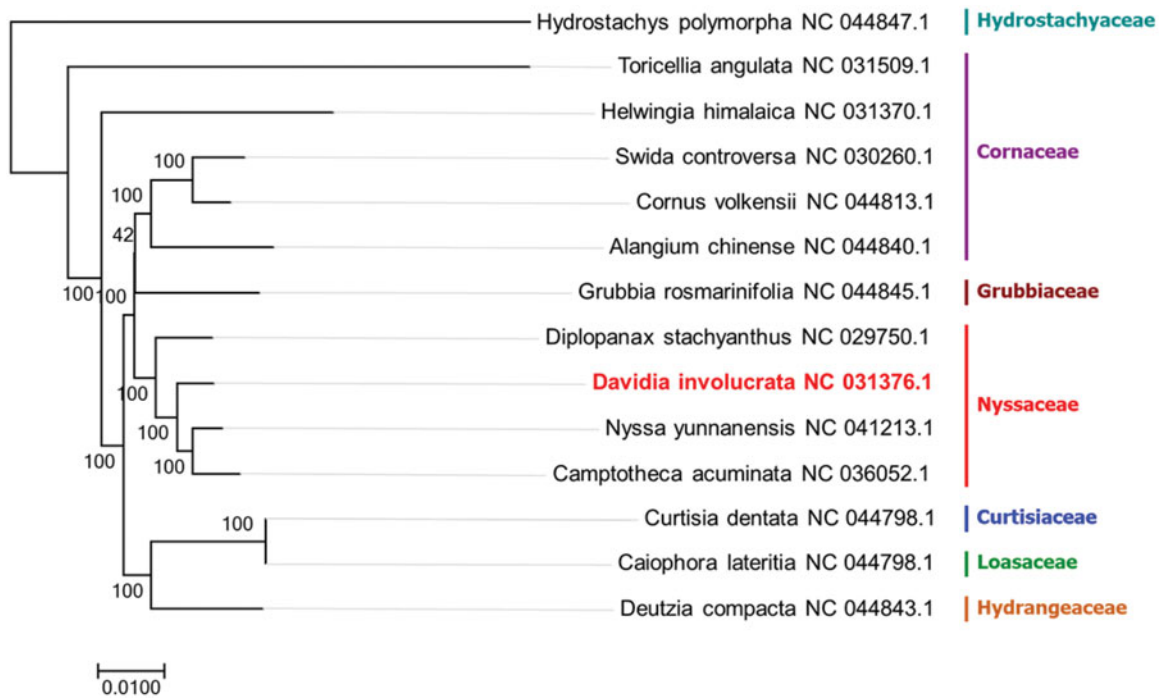 Hydrostachys polymorpha NC 044847.1 Hydrostachyaceae
Toricellia angulata NC 031509.1
Helwingia himalaica NC 031370.1
Cornaceae
100 Swida controversa NC 030260.1
100
Cornus volkensii NC 044813.1
42
Alangium chinense NC 044840.1
100 100 Grubbia rosmarinifolia NC 044845.1 Grubbiaceae
Diplopanax stachyanthus NC 029750.1
100 Davidia involucrata NC 031376.1
Nyssaceae
100 Nyssa yunnanensis NC 041213.1
100 100 Camptotheca acuminata NC 036052.1
100 Curtisia dentata NC 044798.1 Curtisiaceae
Caiophora lateritia NC 044798.1 Loasaceae
100 Deutzia compacta NC 044843.1 Hydrangeaceae
0.0100